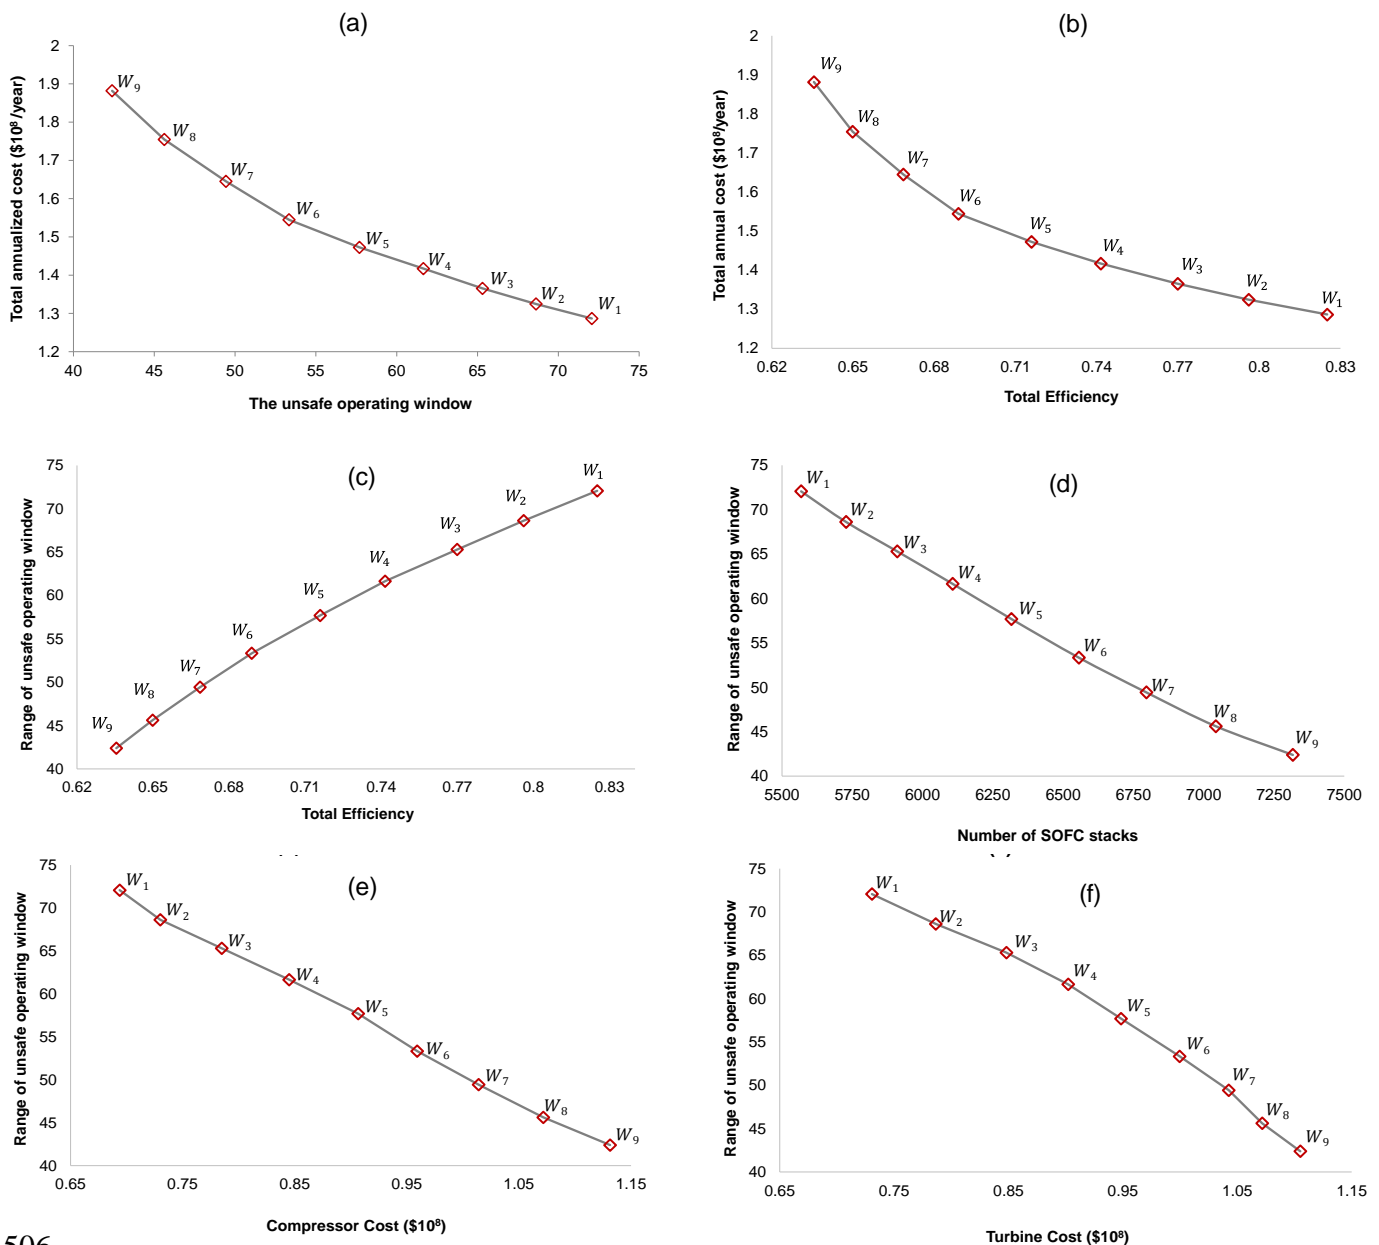 (a)
Total annualized cost ($10⁸ /year)
2
1.9
1.8
1.7
1.6
1.5
1.4
1.3
1.2
W₉
W₈
W₇
W₆
W₅
W₄
W₃
W₂
W₁
40 45 50 55 60 65 70 75
The unsafe operating window
(b)
Total annual cost ($10⁸/year)
2
1.9
1.8
1.7
1.6
1.5
1.4
1.3
1.2
W₉
W₈
W₇
W₆
W₅
W₄
W₃
W₂
W₁
0.62 0.65 0.68 0.71 0.74 0.77 0.8 0.83
Total Efficiency
(c)
Range of unsafe operating window
75
70
65
60
55
50
45
40
W₁
W₂
W₃
W₄
W₅
W₆
W₇
W₈
W₉
0.62 0.65 0.68 0.71 0.74 0.77 0.8 0.83
Total Efficiency
(d)
Range of unsafe operating window
75
70
65
60
55
50
45
40
W₁
W₂
W₃
W₄
W₅
W₆
W₇
W₈
W₉
5500 5750 6000 6250 6500 6750 7000 7250 7500
Number of SOFC stacks
(e)
Range of unsafe operating window
75
70
65
60
55
50
45
40
W₁
W₂
W₃
W₄
W₅
W₆
W₇
W₈
W₉
0.65 0.75 0.85 0.95 1.05 1.15
Compressor Cost ($10⁸)
(f)
Range of unsafe operating window
75
70
65
60
55
50
45
40
W₁
W₂
W₃
W₄
W₅
W₆
W₇
W₈
W₉
0.65 0.75 0.85 0.95 1.05 1.15
Turbine Cost ($10⁸)